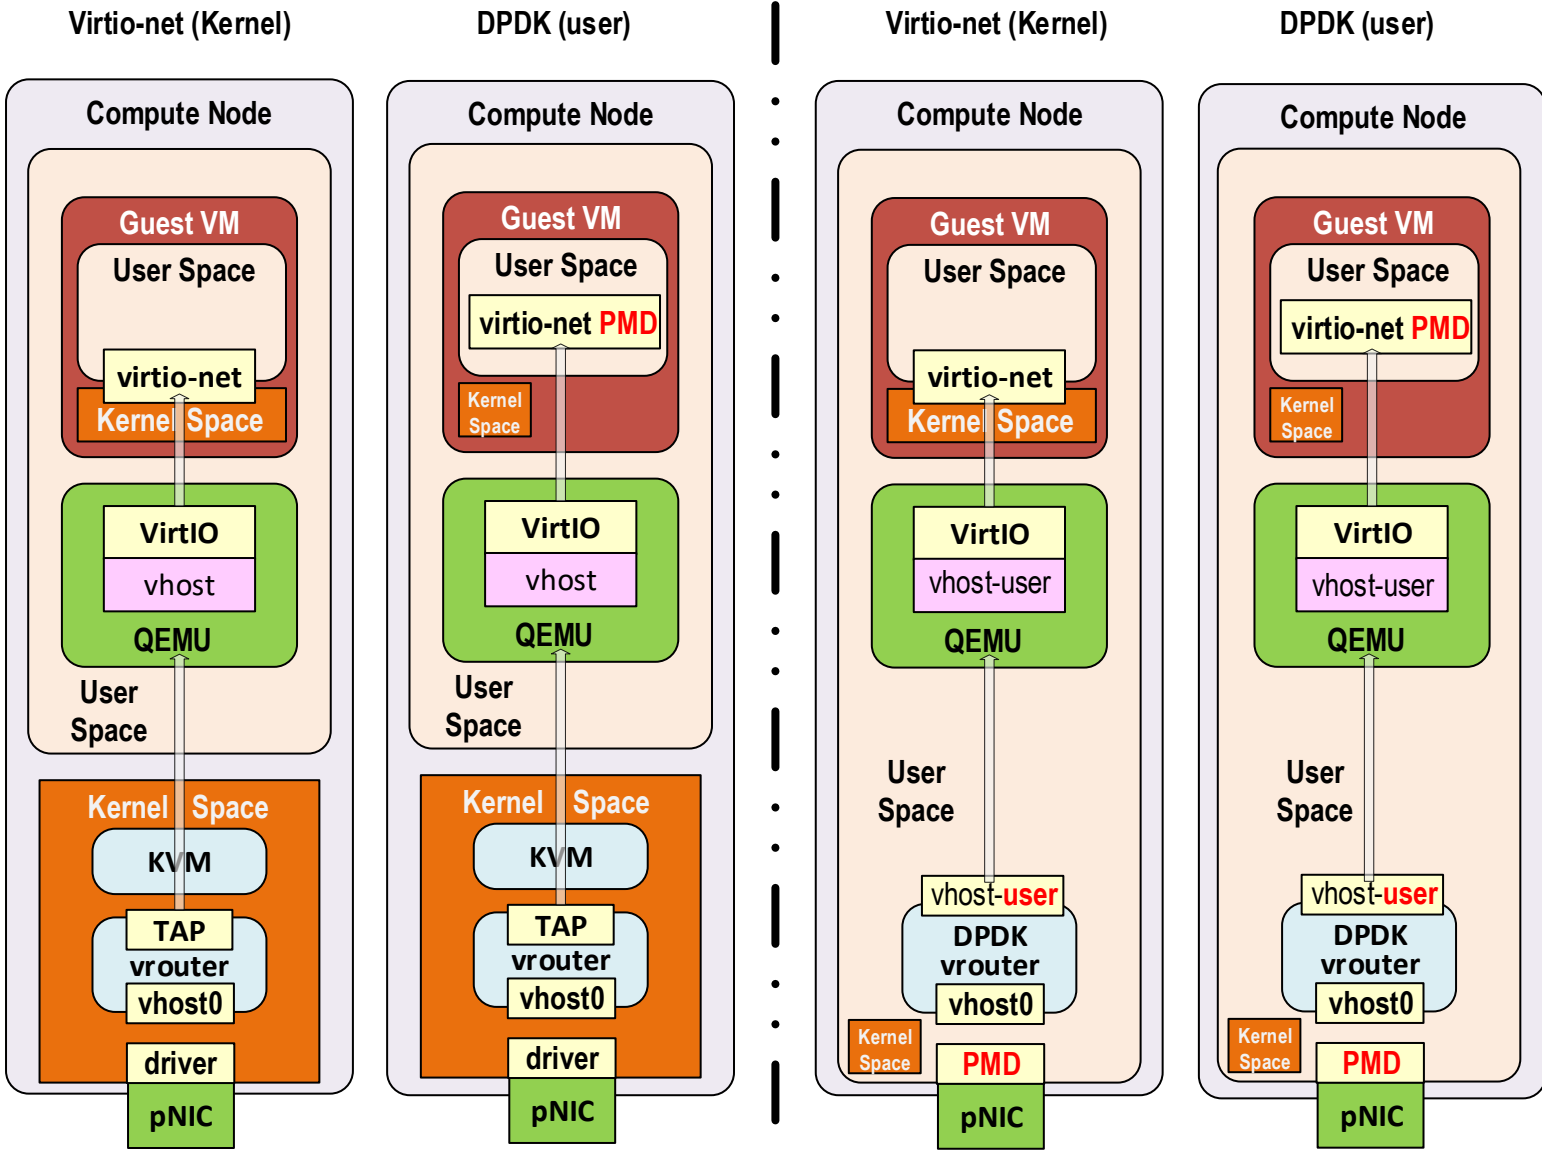 Virtio-net (Kernel)
Compute Node
Guest VM
User Space
virtio-net
Kernel Space
VirtIO
vhost
QEMU
User
Space
Kernel Space
KVM
TAP
vrouter
vhost0
driver
pNIC
DPDK (user)
Compute Node
Guest VM
User Space
virtio-net PMD
Kernel
Space
VirtIO
vhost
QEMU
User
Space
Kernel Space
KVM
TAP
vrouter
vhost0
driver
pNIC
Virtio-net (Kernel)
Compute Node
Guest VM
User Space
virtio-net
Kernel Space
VirtIO
vhost-user
QEMU
User
Space
vhost-user
DPDK
vrouter
vhost0
Kernel
Space
PMD
pNIC
DPDK (user)
Compute Node
Guest VM
User Space
virtio-net PMD
Kernel
Space
VirtIO
vhost-user
QEMU
User
Space
vhost-user
DPDK
vrouter
vhost0
Kernel
Space
PMD
pNIC